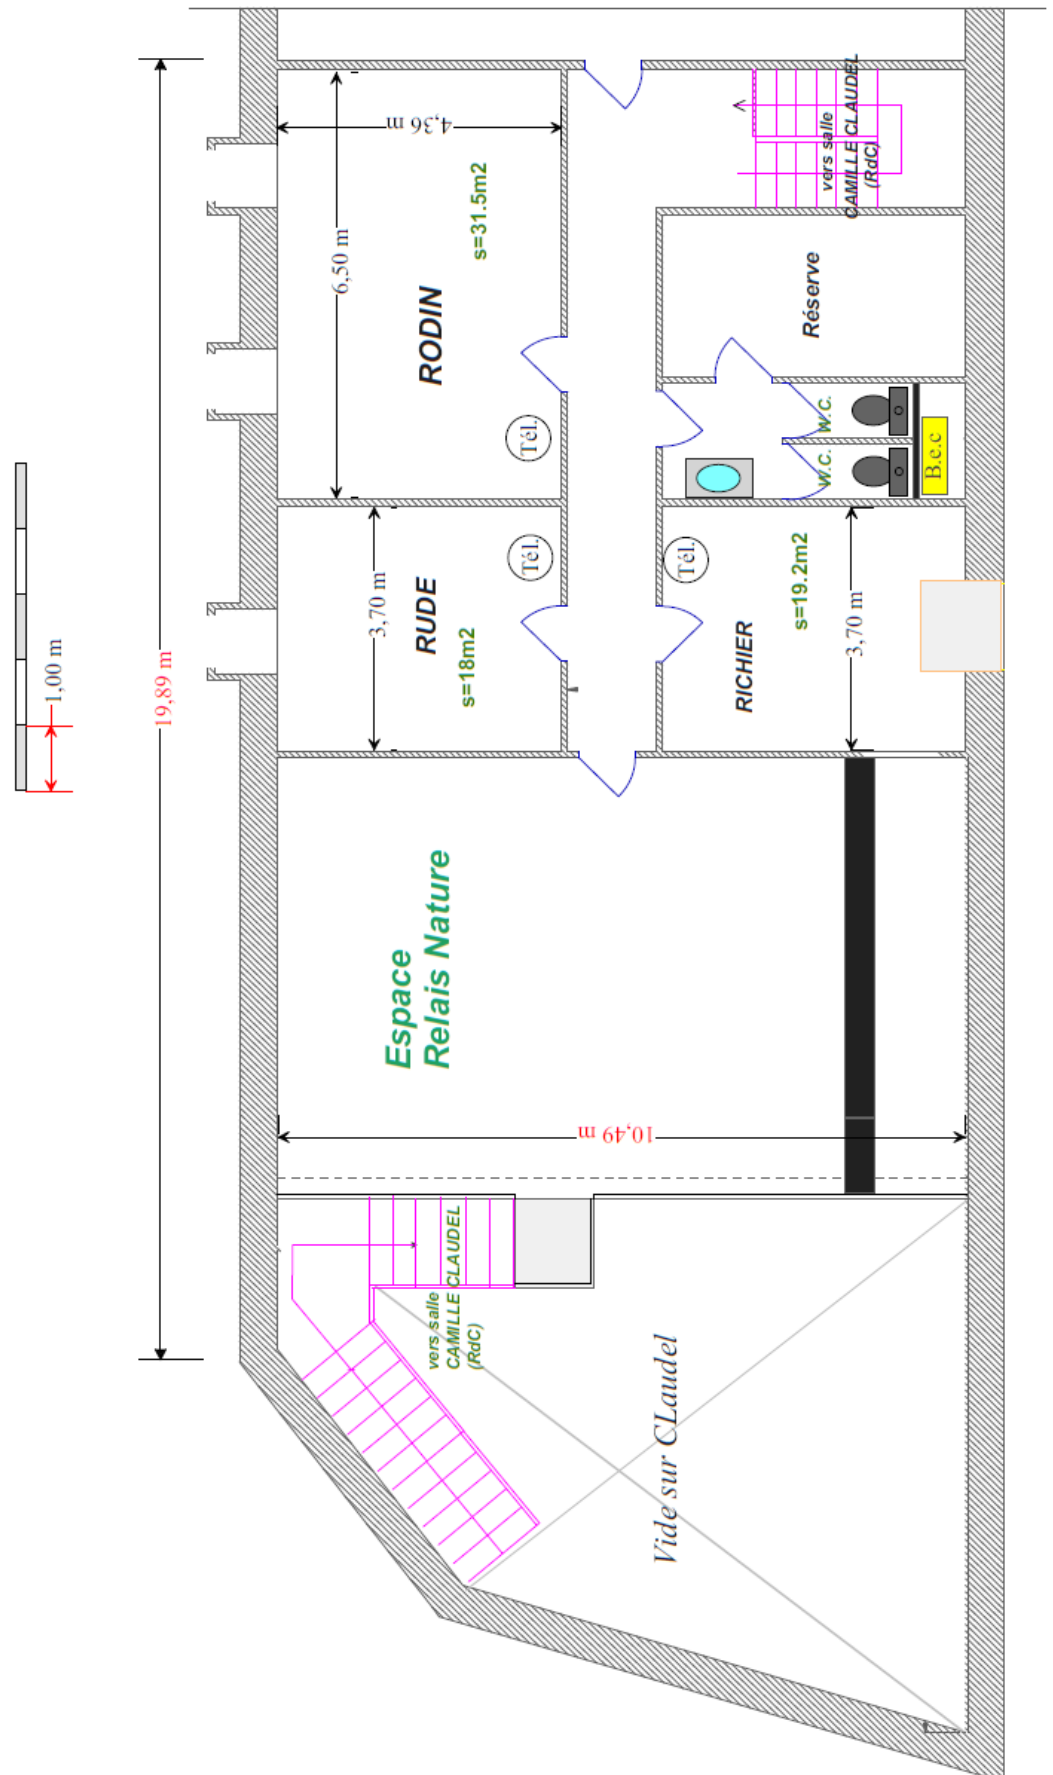 4,36 m
6,50 m
s=31.5m2
RODIN
Tél.
vers salle
CAMILLE CLAUDEL
(RdC)
Réserve
W.C.
W.C.
B.e.c
3,70 m
RUDE
s=18m2
Tél.
Tél.
RICHIER
s=19.2m2
3,70 m
1,00 m
19,89 m
Espace
Relais Nature
10,49 m
vers salle
CAMILLE CLAUDEL
(RdC)
Vide sur CLaudel